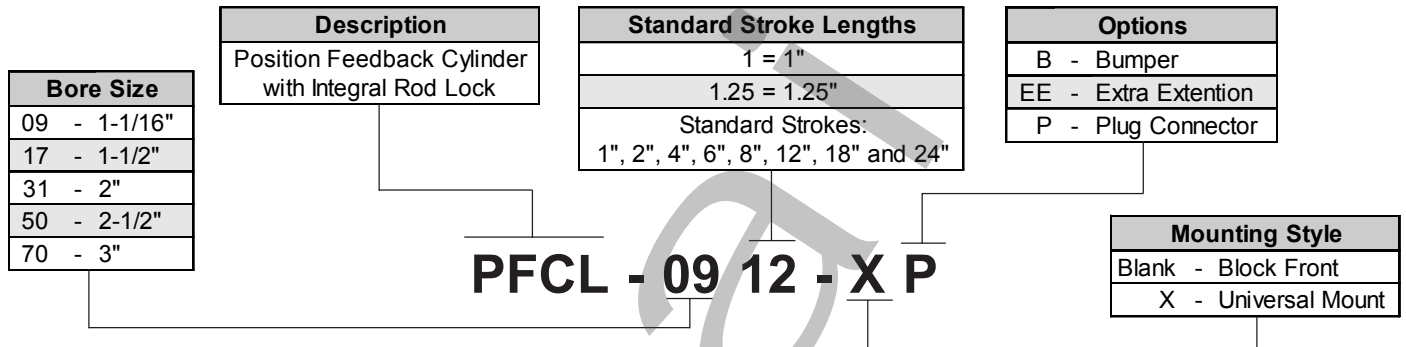 Description
Position Feedback Cylinder
with Integral Rod Lock
Standard Stroke Lengths
1 = 1"
1.25 = 1.25"
Standard Strokes:
1", 2", 4", 6", 8", 12", 18" and 24"
Options
B - Bumper
EE - Extra Extention
P - Plug Connector
Bore Size
09 - 1-1/16"
17 - 1-1/2"
31 - 2"
50 - 2-1/2"
70 - 3"
Mounting Style
Blank - Block Front
X - Universal Mount
PFCL - 09 12 - X P